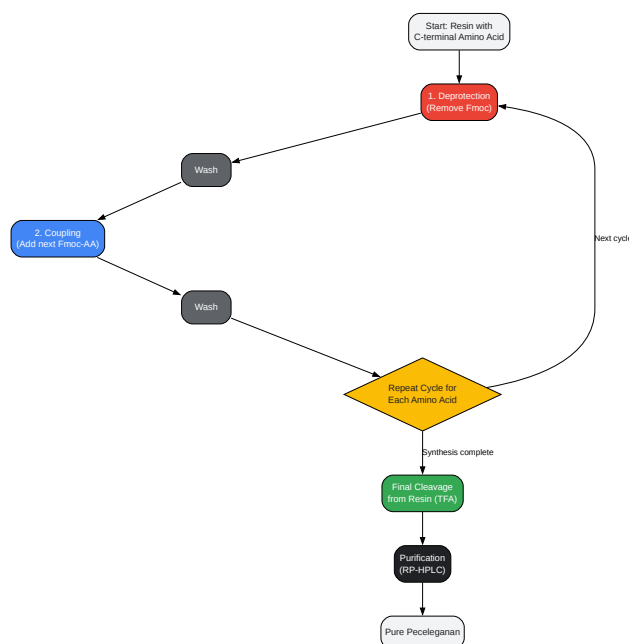 Start: Resin with
C-terminal Amino Acid
1. Deprotection
(Remove Fmoc)
Wash
2. Coupling
(Add next Fmoc-AA)
Next cycle
Wash
Repeat Cycle for
Each Amino Acid
Synthesis complete
Final Cleavage
from Resin (TFA)
Purification
(RP-HPLC)
Pure Peceleganan